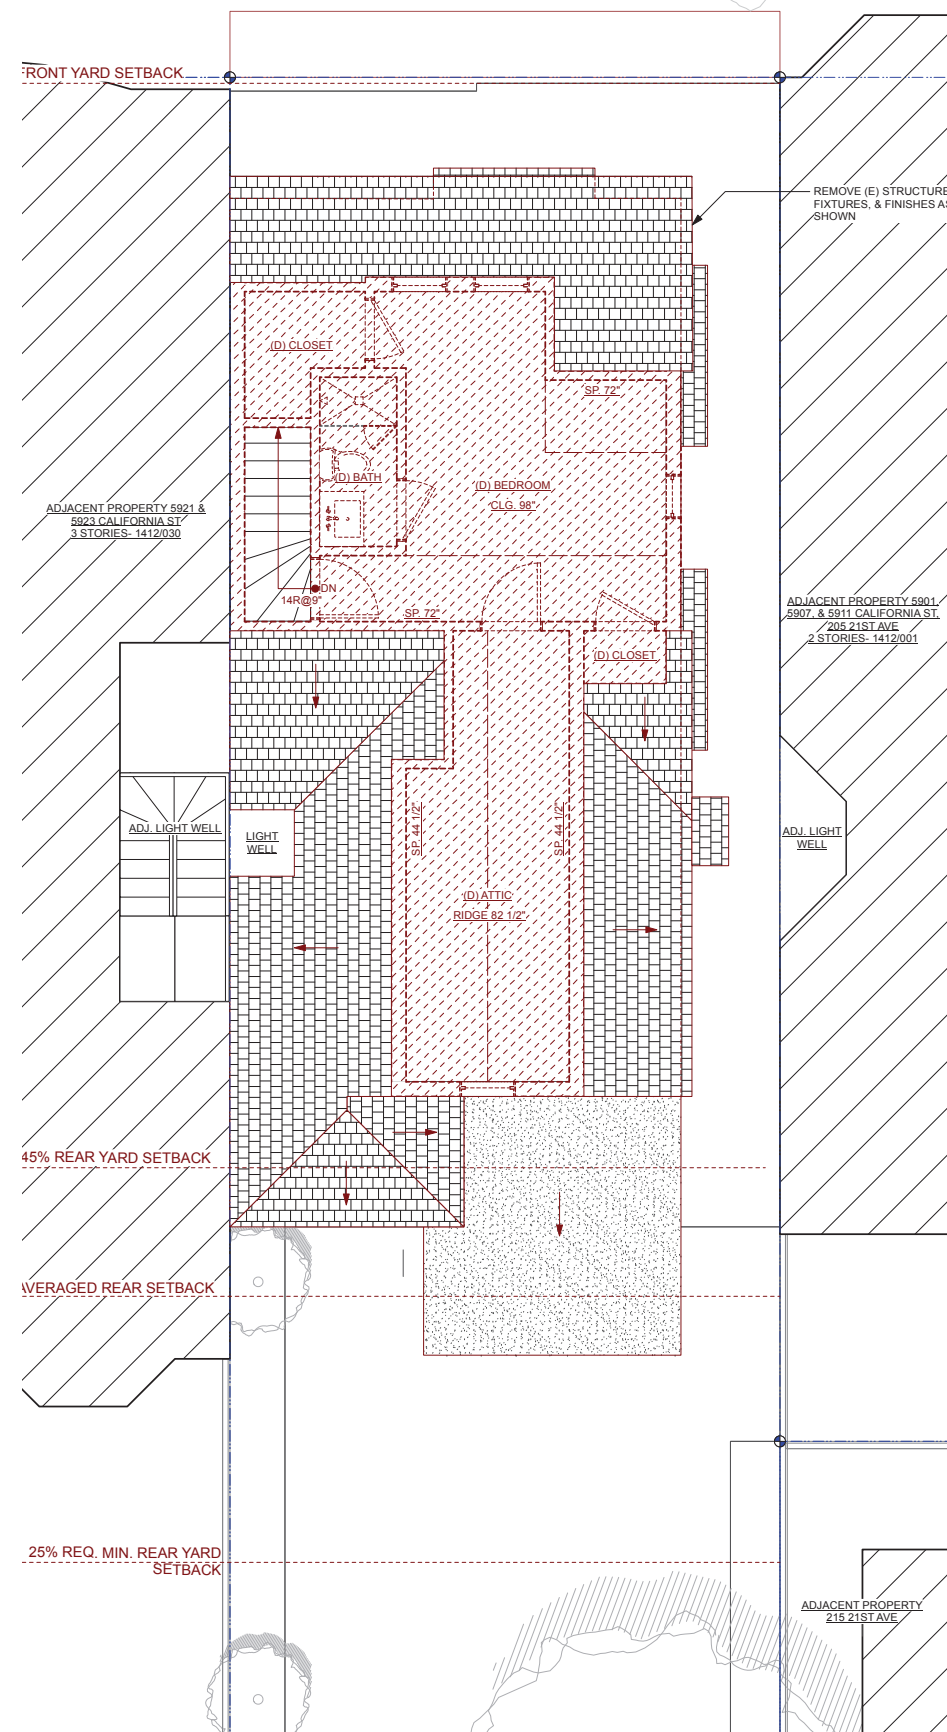 FRONT YARD SETBACK
REMOVE (E) STRUCTURE
FIXTURES, & FINISHES AS
SHOWN
(D) CLOSET
SP. 72"
(D) BATH
(D) BEDROOM
CLG. 98"
ADJACENT PROPERTY 5921 &
5923 CALIFORNIA ST
3 STORIES- 1412/030
DN
14R@9"
SP. 72"
ADJACENT PROPERTY 5901,
5907, & 5911 CALIFORNIA ST,
205 21ST AVE
2 STORIES- 1412/001
(D) CLOSET
SP. 44 1/2"
SP. 44 1/2"
ADJ. LIGHT WELL
LIGHT
WELL
ADJ. LIGHT
WELL
(D) ATTIC
RIDGE 82 1/2"
45% REAR YARD SETBACK
AVERAGED REAR SETBACK
25% REQ. MIN. REAR YARD
SETBACK
ADJACENT PROPERTY
215 21ST AVE